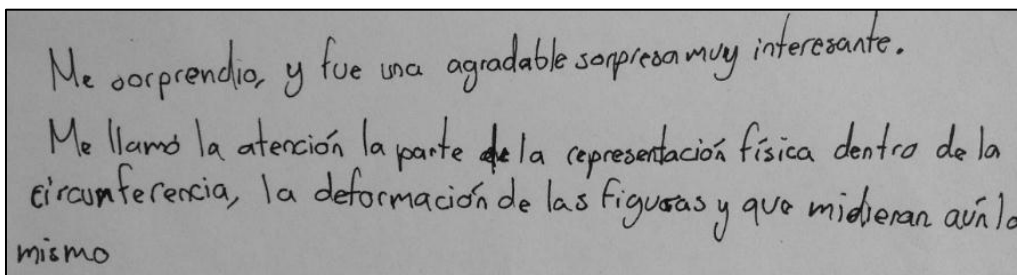 Me sorprendio, y fue una agradable sorpresa muy interesante.
Me llamó la atención la parte de la representación física dentro de la
circunferencia, la deformación de las figuras y que midieran aún lo
mismo